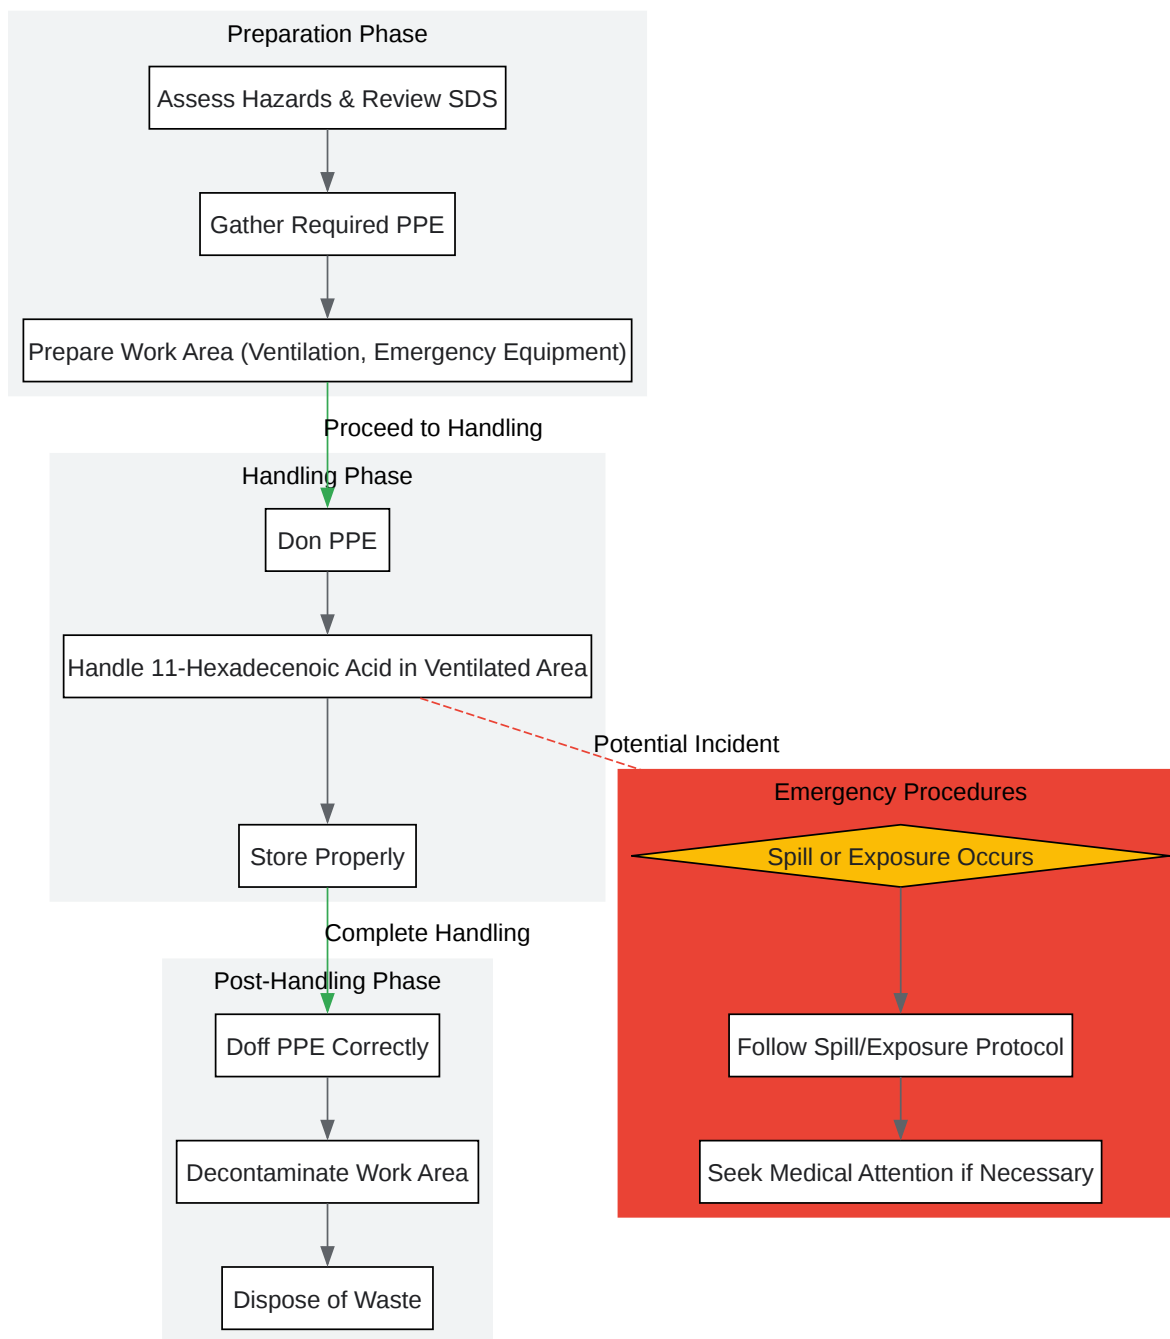 Preparation Phase
Assess Hazards & Review SDS
Gather Required PPE
Prepare Work Area (Ventilation, Emergency Equipment)
Proceed to Handling
Handling Phase
Don PPE
Handle 11-Hexadecenoic Acid in Ventilated Area
Potential Incident
Emergency Procedures
Store Properly
Spill or Exposure Occurs
Complete Handling
Post-Handling Phase
Doff PPE Correctly
Follow Spill/Exposure Protocol
Decontaminate Work Area
Seek Medical Attention if Necessary
Dispose of Waste